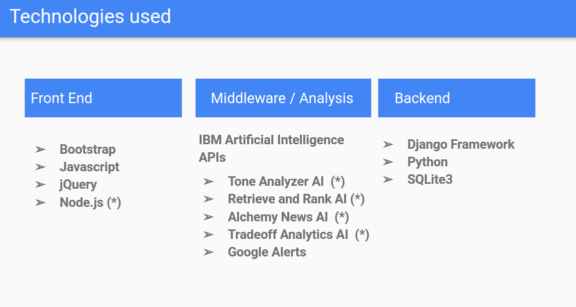 Technologies used
Front End
➢ Bootstrap
➢ Javascript
➢ jQuery
➢ Node.js (*)
Middleware / Analysis
IBM Artificial Intelligence
APIs
➢ Tone Analyzer AI (*)
➢ Retrieve and Rank AI (*)
➢ Alchemy News AI (*)
➢ Tradeoff Analytics AI (*)
➢ Google Alerts
Backend
➢ Django Framework
➢ Python
➢ SQLite3